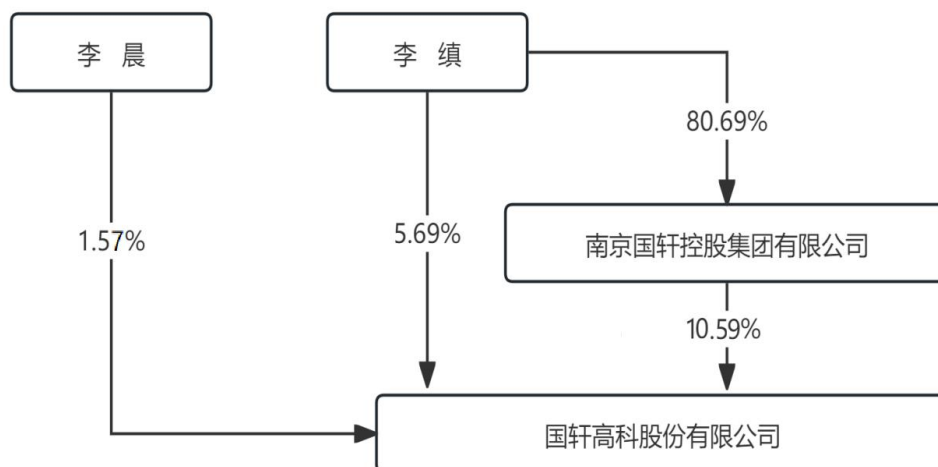 李 晨
李 缜
80.69%
1.57%
5.69%
南京国轩控股集团有限公司
10.59%
国轩高科股份有限公司